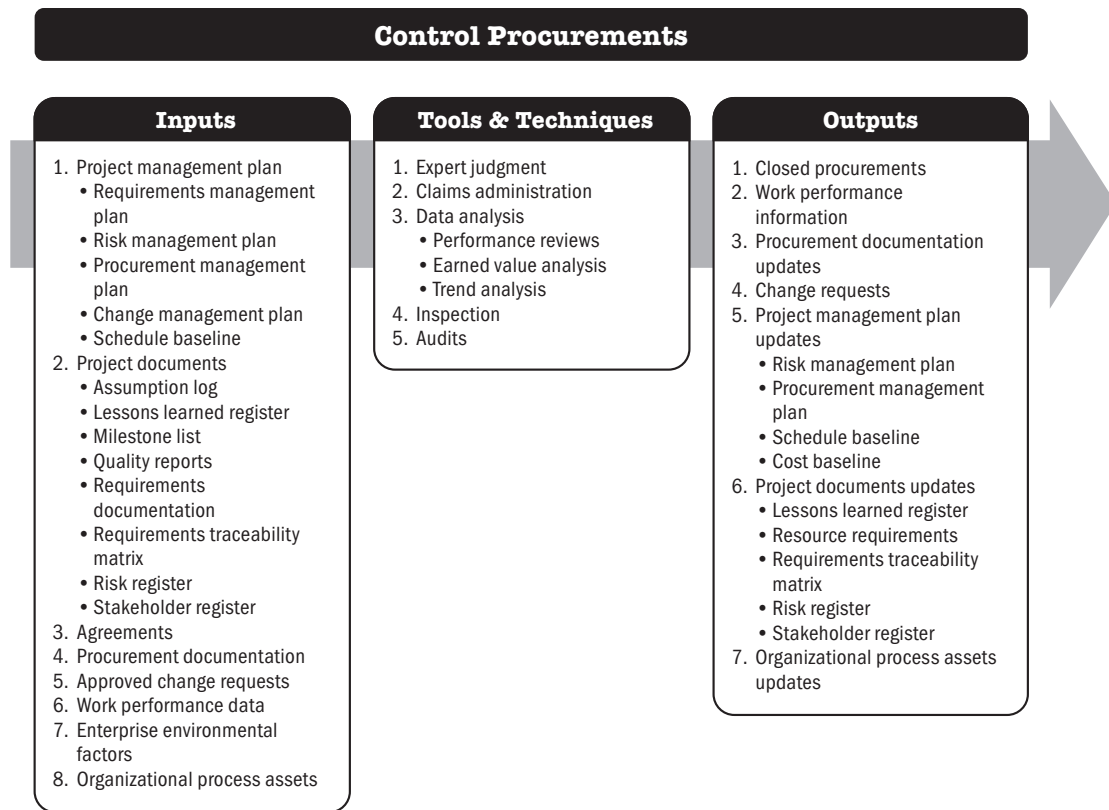 Control Procurements
Inputs
1. Project management plan
• Requirements management
plan
• Risk management plan
• Procurement management
plan
• Change management plan
• Schedule baseline
2. Project documents
• Assumption log
• Lessons learned register
• Milestone list
• Quality reports
• Requirements
documentation
• Requirements traceability
matrix
• Risk register
• Stakeholder register
3. Agreements
4. Procurement documentation
5. Approved change requests
6. Work performance data
7. Enterprise environmental
factors
8. Organizational process assets
Tools & Techniques
1. Expert judgment
2. Claims administration
3. Data analysis
• Performance reviews
• Earned value analysis
• Trend analysis
4. Inspection
5. Audits
Outputs
1. Closed procurements
2. Work performance
information
3. Procurement documentation
updates
4. Change requests
5. Project management plan
updates
• Risk management plan
• Procurement management
plan
• Schedule baseline
• Cost baseline
6. Project documents updates
• Lessons learned register
• Resource requirements
• Requirements traceability
matrix
• Risk register
• Stakeholder register
7. Organizational process assets
updates